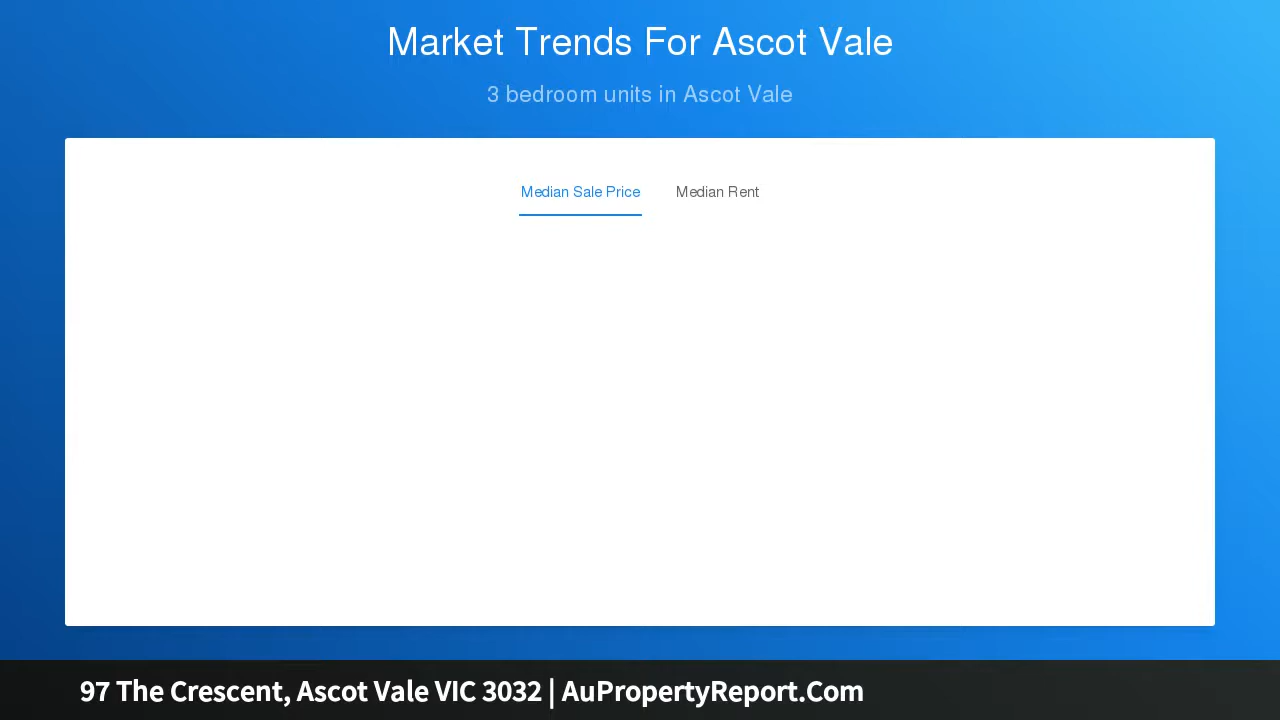 Market Trends For Ascot Vale
3 bedroom units in Ascot Vale
Median Sale Price
Median Rent
97 The Crescent, Ascot Vale VIC 3032 | AuPropertyReport.Com